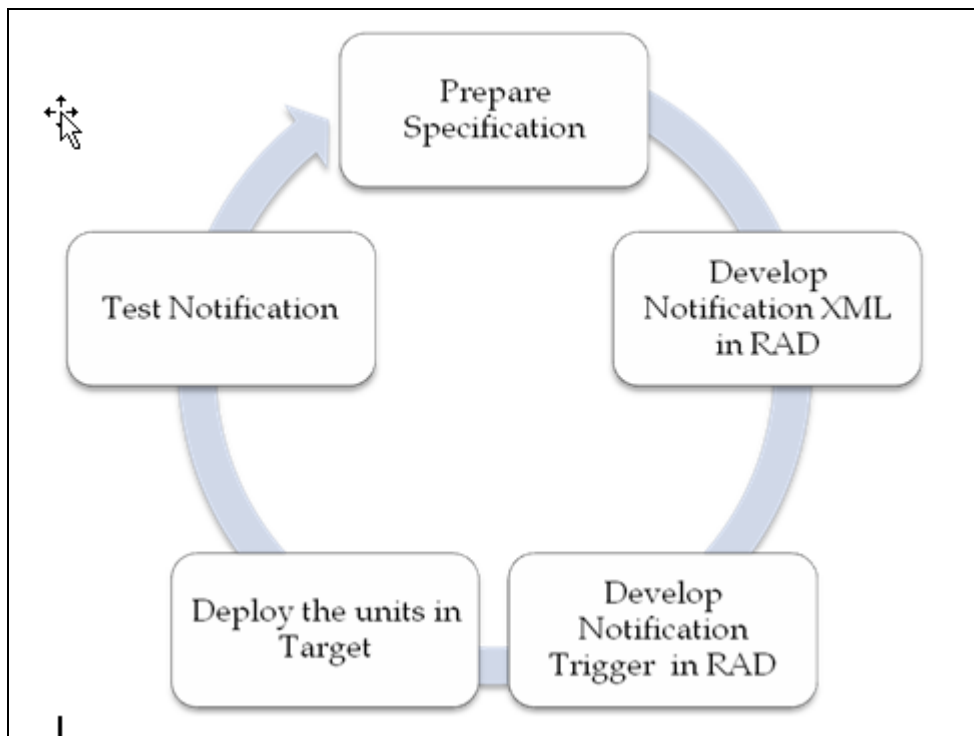 Prepare
Specification
Develop
Notification XML
in RAD
Develop
Notification
Trigger in RAD
Deploy the units in
Target
Test Notification